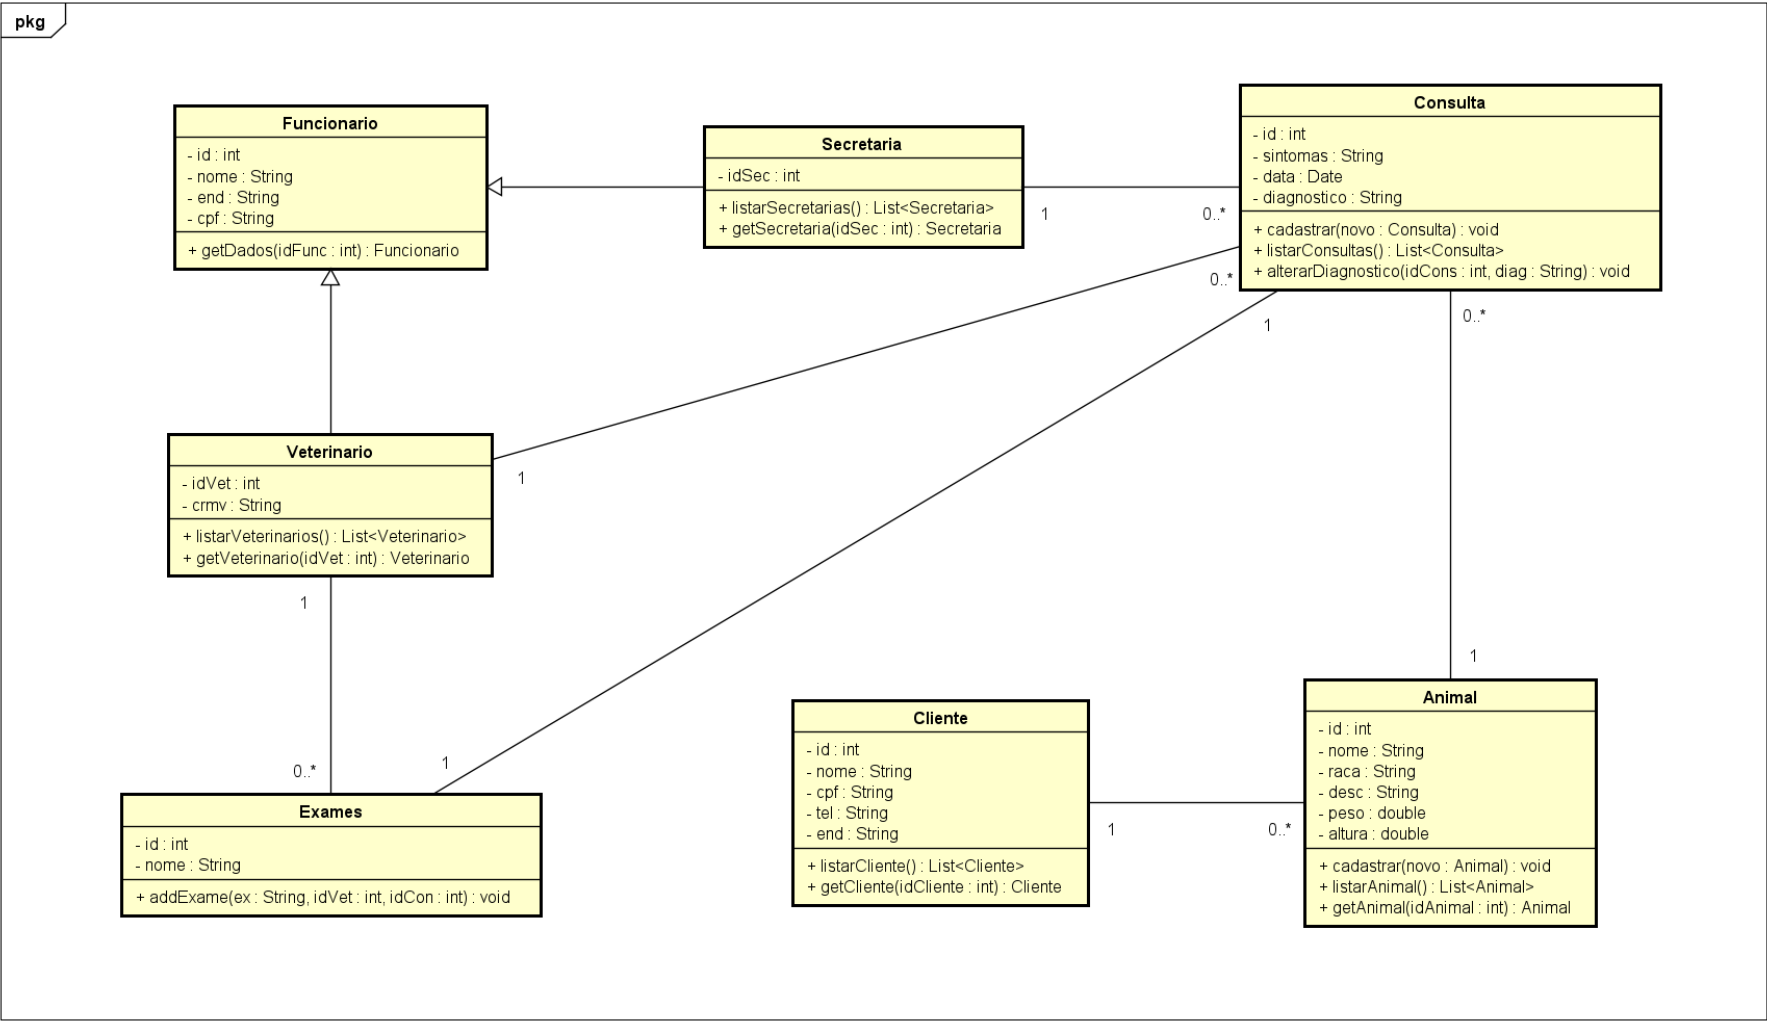 pkg
Funcionario
- id : int
- nome : String
- end : String
- cpf : String
+ getDados(idFunc : int) : Funcionario
Secretaria
- idSec : int
+ listarSecretarias() : List<Secretaria>
+ getSecretaria(idSec : int) : Secretaria
1
0..*
Consulta
- id : int
- sintomas : String
- data : Date
- diagnostico : String
+ cadastrar(novo : Consulta) : void
+ listarConsultas() : List<Consulta>
+ alterarDiagnostico(idCons : int, diag : String) : void
0..*
1
0..*
Veterinario
- idVet : int
- crmv : String
+ listarVeterinarios() : List<Veterinario>
+ getVeterinario(idVet : int) : Veterinario
1
1
0..*
1
1
Exames
- id : int
- nome : String
+ addExame(ex : String, idVet : int, idCon : int) : void
Cliente
- id : int
- nome : String
- cpf : String
- tel : String
- end : String
+ listarCliente() : List<Cliente>
+ getCliente(idCliente : int) : Cliente
1
0..*
Animal
- id : int
- nome : String
- raca : String
- desc : String
- peso : double
- altura : double
+ cadastrar(novo : Animal) : void
+ listarAnimal() : List<Animal>
+ getAnimal(idAnimal : int) : Animal